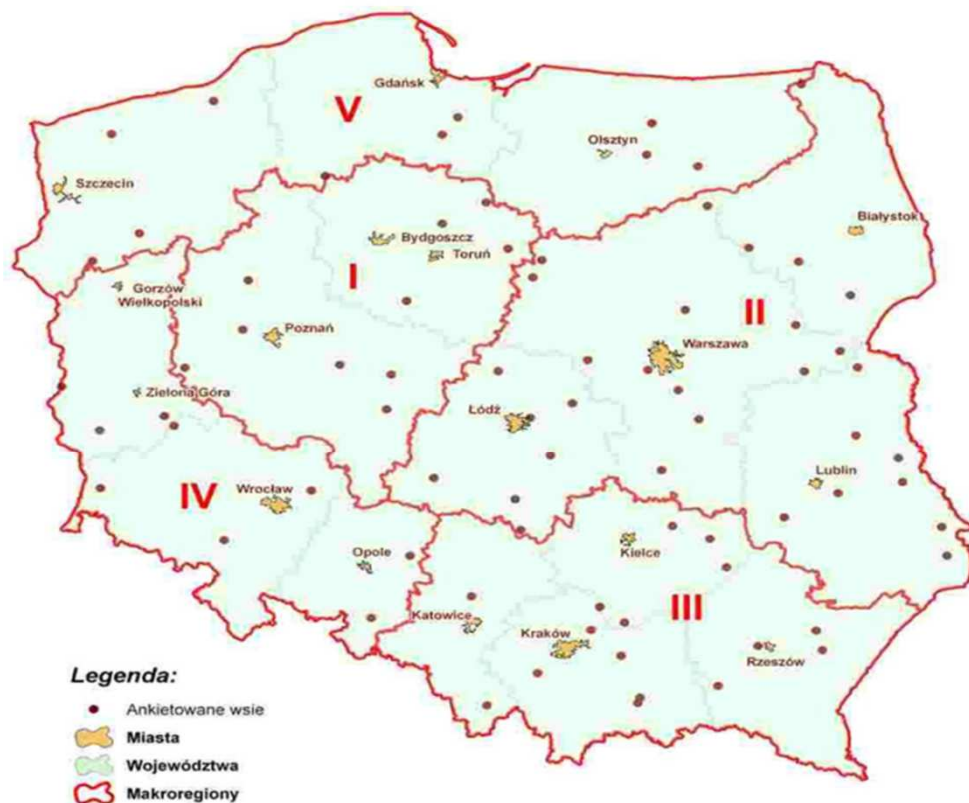 Gdańsk
V
Olsztyn
Szczecin
Białystok
Bydgoszcz
Toruń
I
Gorzów
Wielkopolski
II
Poznań
Warszawa
Zielona Góra
Łódź
Lublin
IV
Wrocław
Opole
Kielce
III
Katowice
Kraków
Rzeszów
Legenda:
Ankietowane wsie
Miasta
Województwa
Makroregiony